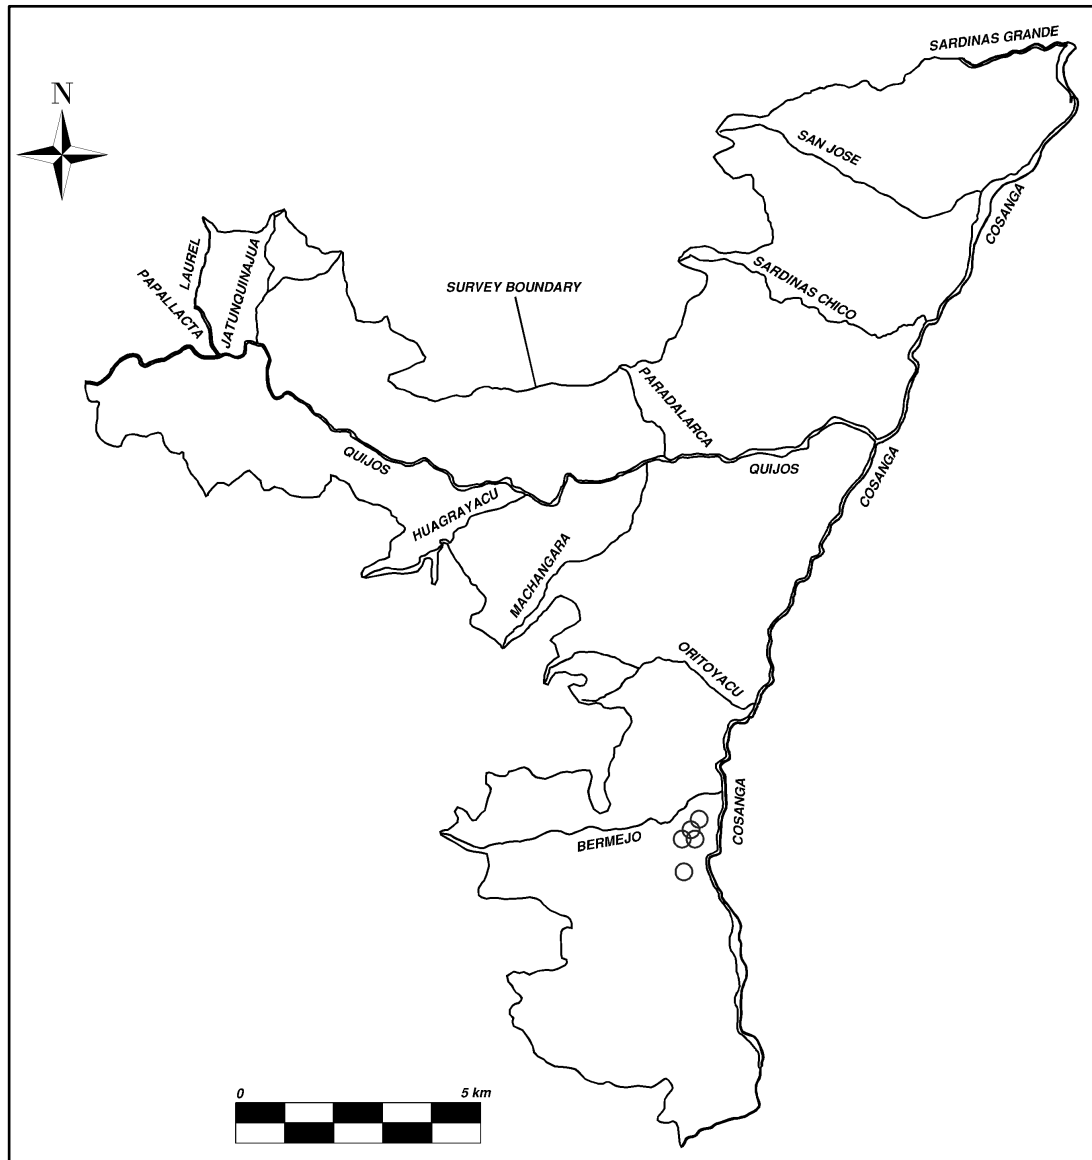 SARDINAS GRANDE
N
SAN JOSE
COSANGA
LAUREL
JATUNQUINAJUA
PAPALLACTA
SURVEY BOUNDARY
SARDINAS CHICO
PARADALARCA
QUIJOS
QUIJOS
COSANGA
HUAGRAYACU
MACHANGARA
ORITOYACU
COSANGA
BERMEJO
0 5 km